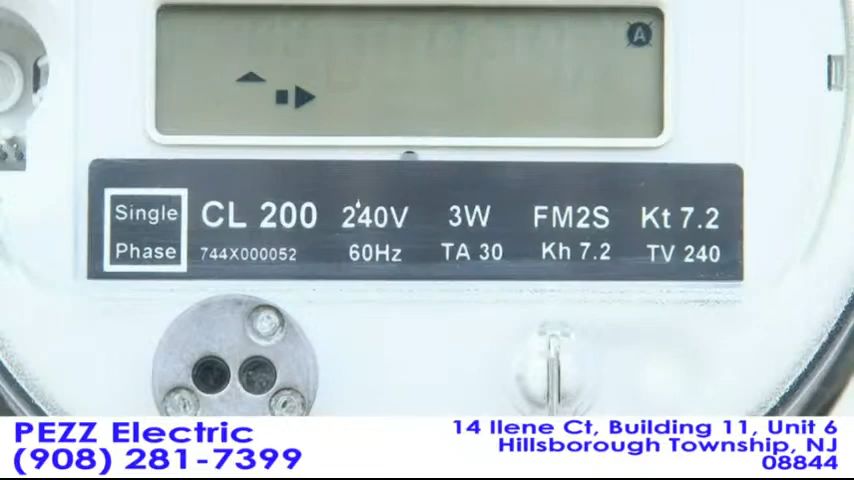 A
Single
Phase
CL 200 240V 3W FM2S Kt 7.2
744X000052 60Hz TA 30 Kh 7.2 TV 240
PEZZ Electric
(908) 281-7399
14 Ilene Ct, Building 11, Unit 6
Hillsborough Township, NJ
08844